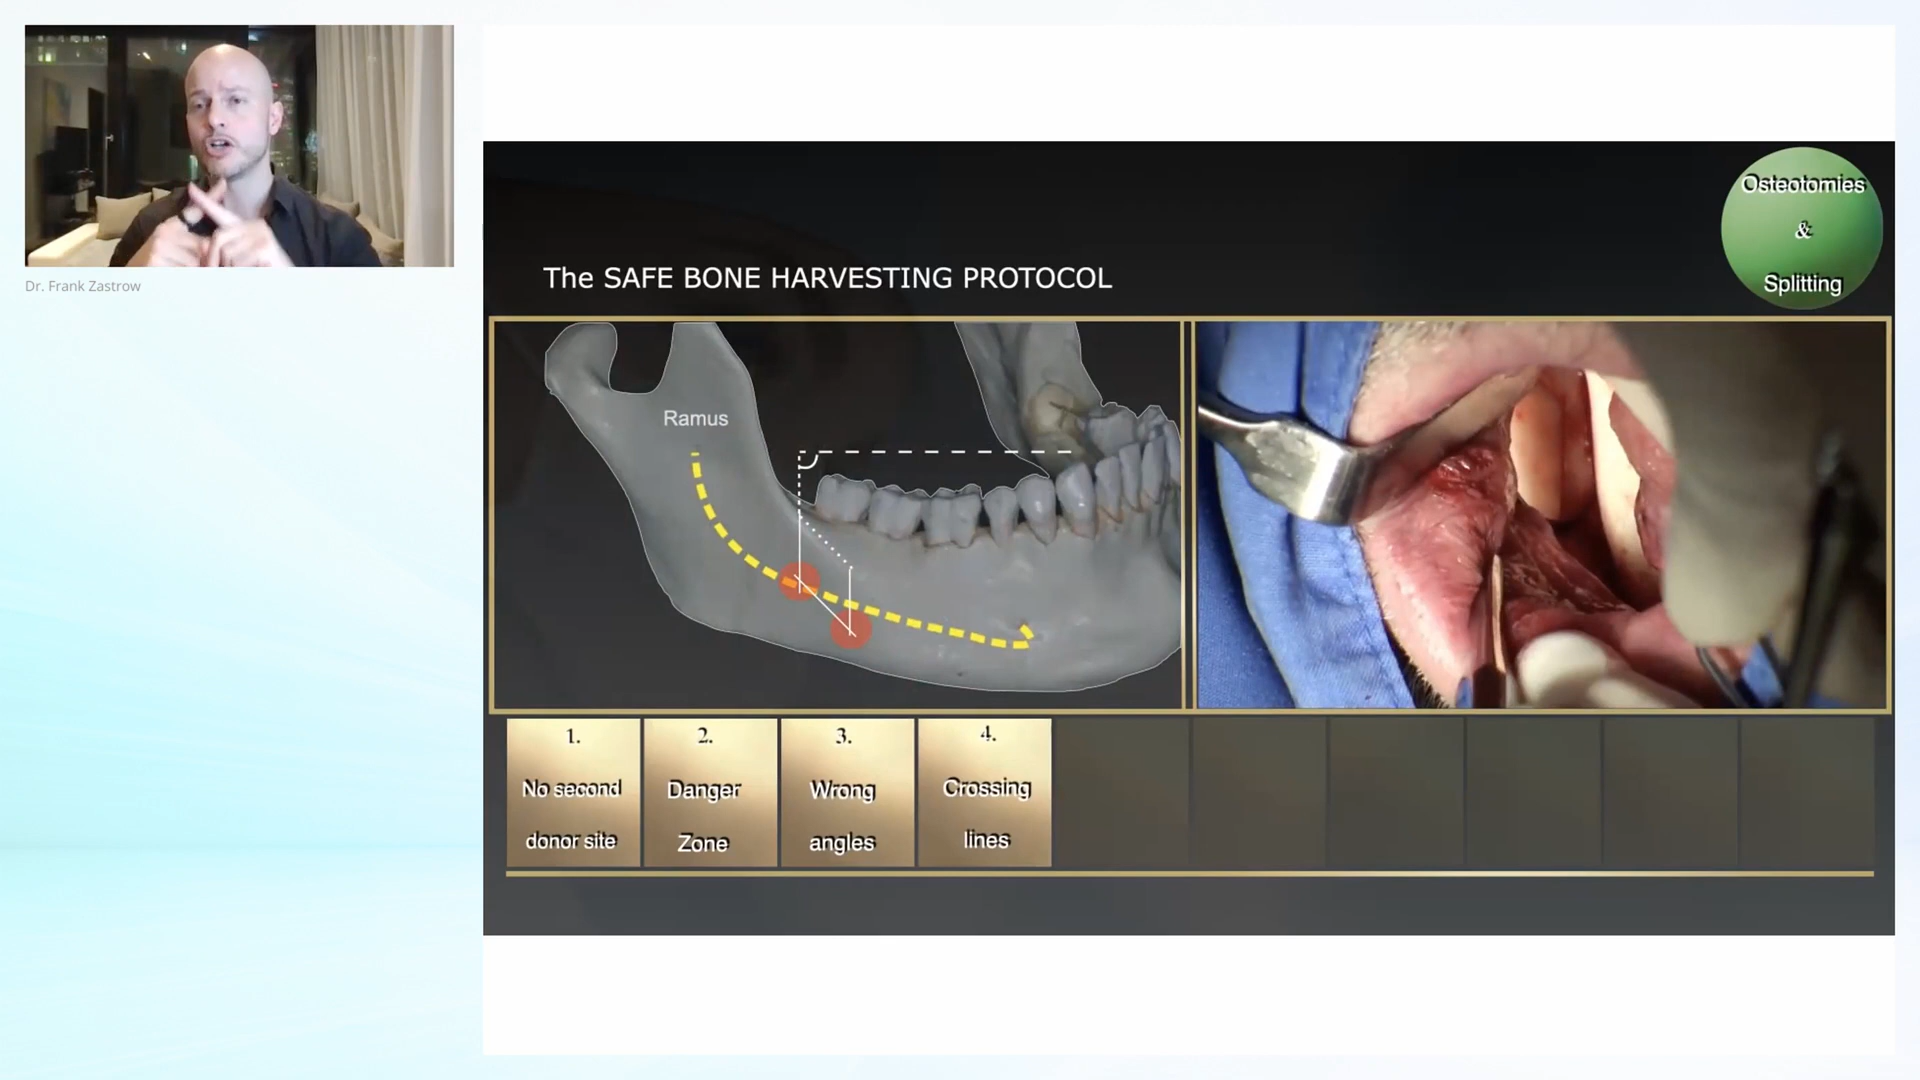 Dr. Frank Zastrow
Osteotomies
&
Splitting
The SAFE BONE HARVESTING PROTOCOL
Ramus
1.
No second
donor site
2.
Danger
Zone
3.
Wrong
angles
4.
Crossing
lines